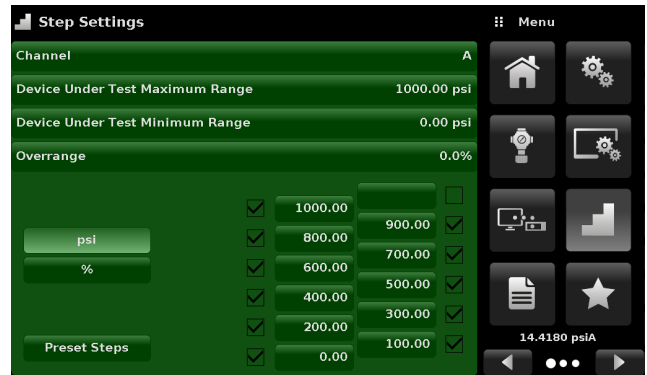 Step Settings
Menu
Channel A
Device Under Test Maximum Range 1000.00 psi
Device Under Test Minimum Range 0.00 psi
Overrange 0.0%
1000.00
900.00
psi
800.00
700.00
%
600.00
500.00
400.00
300.00
200.00
Preset Steps
100.00
0.00
14.4180 psiA